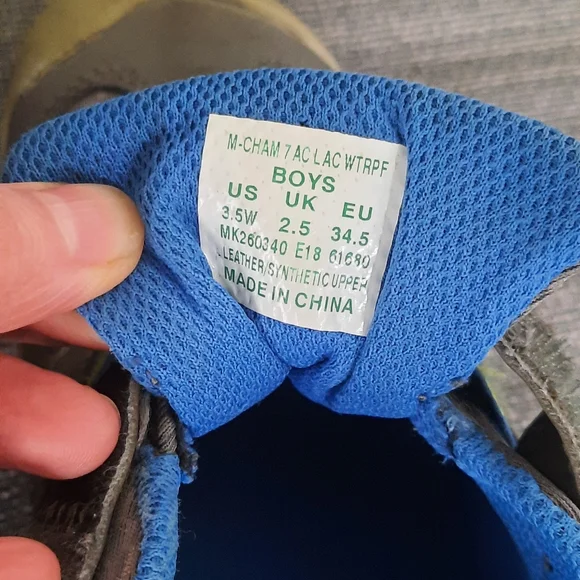 M-CHAM 7 AC LAC WTRPF
BOYS
US UK EU
3.5W 2.5 34.5
MK260340 E18 61680
LEATHER/SYNTHETIC UPPER
MADE IN CHINA